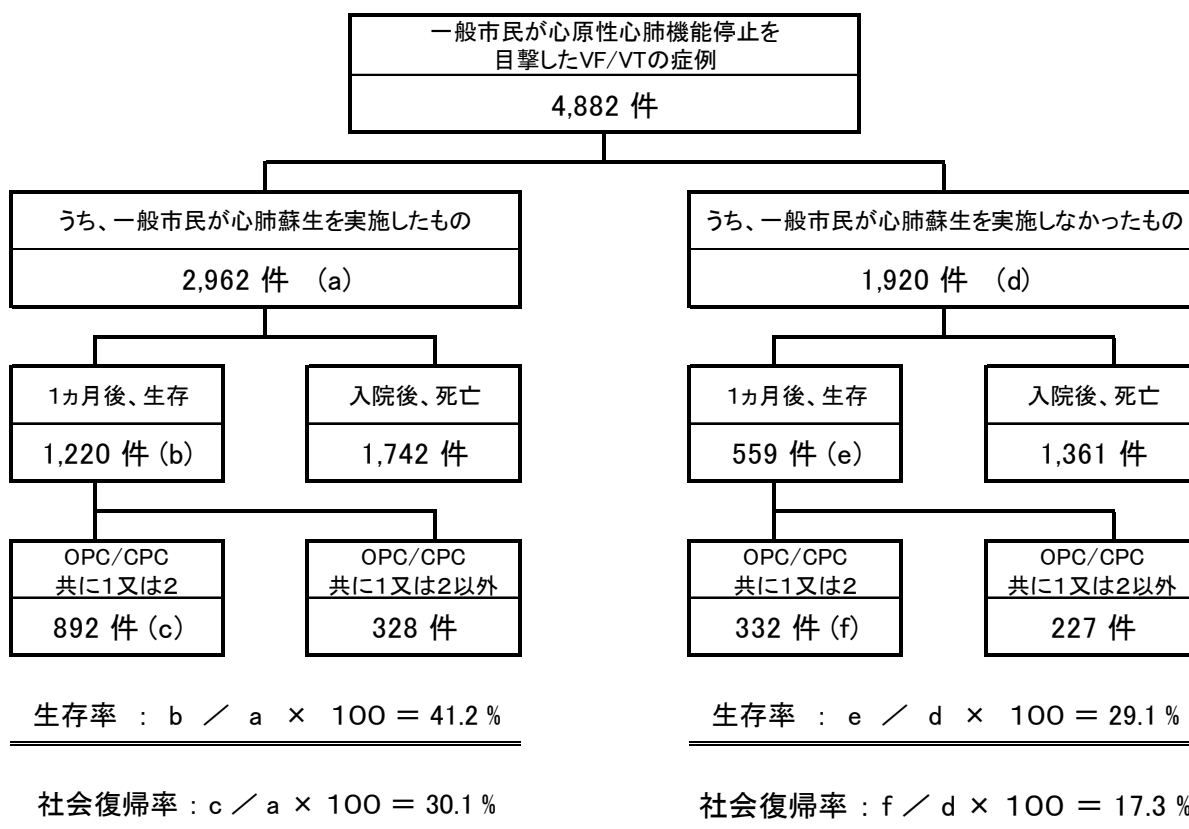 一般市民が心原性心肺機能停止を
目撃したVF/VTの症例
4,882 件
うち、一般市民が心肺蘇生を実施したもの
2,962 件 (a)
うち、一般市民が心肺蘇生を実施しなかったもの
1,920 件 (d)
1ヵ月後、生存
1,220 件 (b)
入院後、死亡
1,742 件
1ヵ月後、生存
559 件 (e)
入院後、死亡
1,361 件
OPC/CPC
共に1又は2
892 件 (c)
OPC/CPC
共に1又は2以外
328 件
OPC/CPC
共に1又は2
332 件 (f)
OPC/CPC
共に1又は2以外
227 件
生存率 : b / a × 100 = 41.2 %
生存率 : e / d × 100 = 29.1 %
社会復帰率 : c / a × 100 = 30.1 %
社会復帰率 : f / d × 100 = 17.3 %